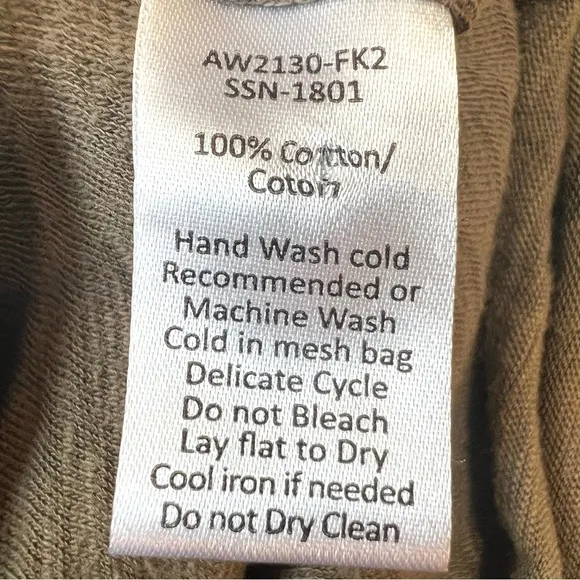 AW2130-FK2
SSN-1801
100% Cotton/
Coton
Hand Wash cold
Recommended or
Machine Wash
Cold in mesh bag
Delicate Cycle
Do not Bleach
Lay flat to Dry
Cool iron if needed
Do not Dry Clean